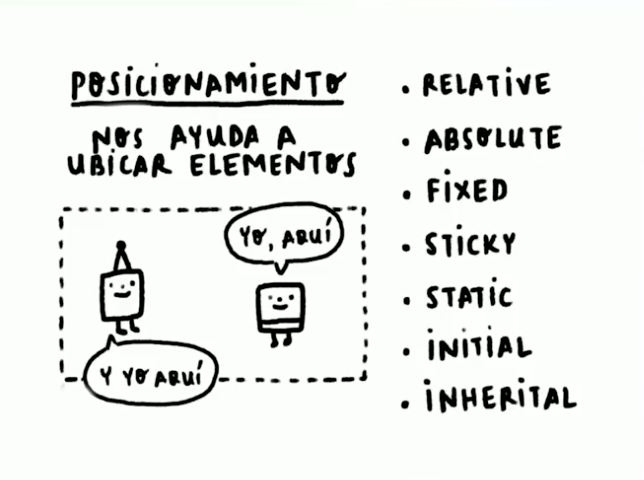 POSICIONAMIENTO
NOS AYUDA A
UBICAR ELEMENTOS
YO, AQUÍ
Y YO AQUÍ
• RELATIVE
• ABSOLUTE
• FIXED
• STICKY
• STATIC
• INITIAL
• INHERITAL